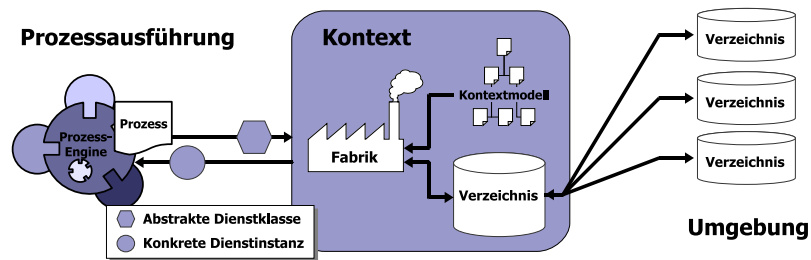 Prozessausführung
Kontext
Verzeichnis
Prozess
Prozess-
Engine
Kontextmodell
Verzeichnis
Fabrik
Verzeichnis
Verzeichnis
Abstrakte Dienstklasse
Konkrete Dienstinstanz
Umgebung